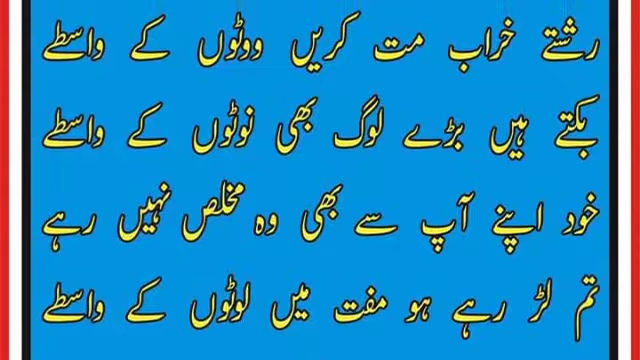 رشتے خراب مت کریں ووٹوں کے واسطے
بکتے ہیں بڑے لوگ بھی نوٹوں کے واسطے
خود اپنے آپ سے بھی وہ مخلص نہیں رہے
تم لڑ رہے ہو مفت میں لوٹوں کے واسطے